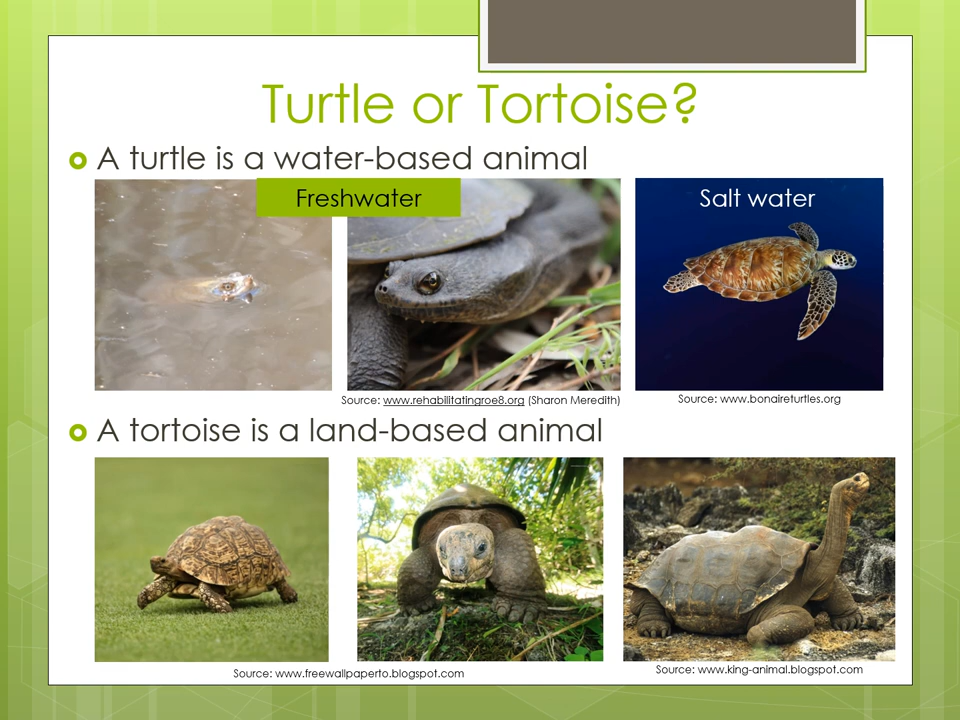 Turtle or Tortoise?
A turtle is a water-based animal
Freshwater
Salt water
Source: www.rehabilitatingroe8.org (Sharon Meredith)
Source: www.bonaireturtles.org
A tortoise is a land-based animal
Source: www.freewallpaperto.blogspot.com
Source: www.king-animal.blogspot.com